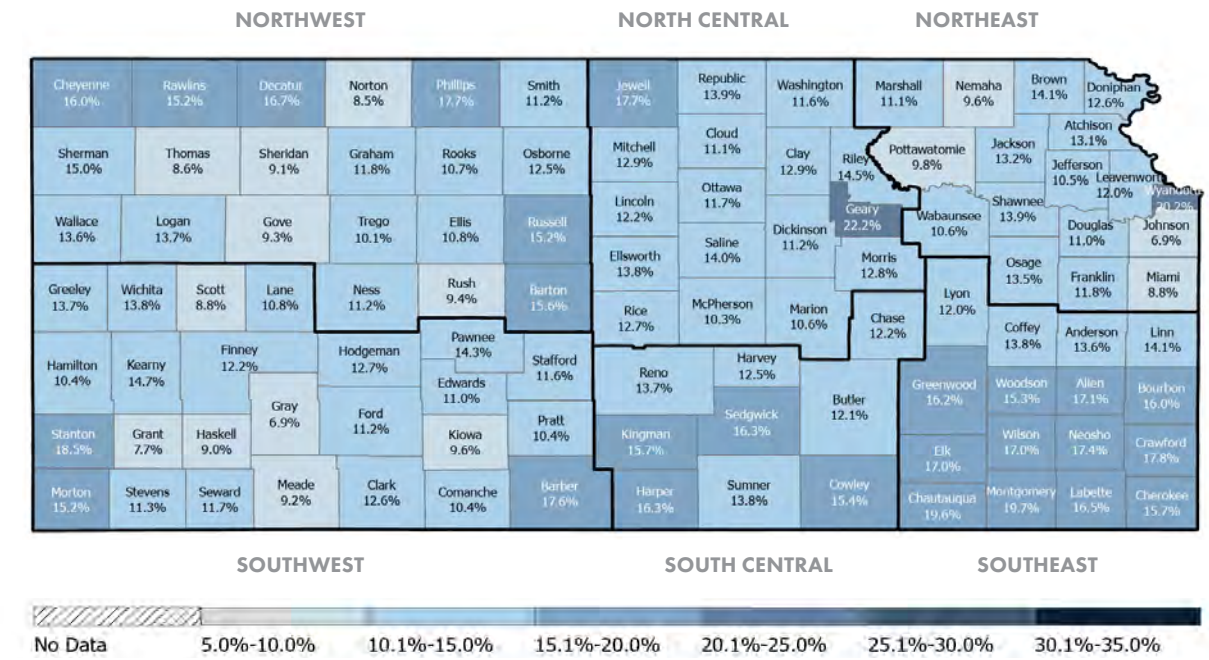 NORTHWEST NORTH CENTRAL NORTHEAST
Cheyenne 16.0%
Rawlins 15.2%
Decatur 16.7%
Norton 8.5%
Phillips 17.7%
Smith 11.2%
Jewell 17.7%
Republic 13.9%
Washington 11.6%
Marshall 11.1%
Nemaha 9.6%
Brown 14.1%
Doniphan 12.6%
Sherman 15.0%
Thomas 8.6%
Sheridan 9.1%
Graham 11.8%
Rooks 10.7%
Osborne 12.5%
Mitchell 12.9%
Cloud 11.1%
Clay 12.9%
Riley 14.5%
Pottawatomie 9.8%
Jackson 13.2%
Atchison 13.1%
Jefferson 10.5%
Leavenwort 12.0%
Wyandotte 20.2%
Wallace 13.6%
Logan 13.7%
Gove 9.3%
Trego 10.1%
Ellis 10.8%
Russell 15.2%
Lincoln 12.2%
Ottawa 11.7%
Dickinson 11.2%
Geary 22.2%
Wabaunsee 10.6%
Shawnee 13.9%
Douglas 11.0%
Johnson 6.9%
Greeley 13.7%
Wichita 13.8%
Scott 8.8%
Lane 10.8%
Ness 11.2%
Rush 9.4%
Barton 15.6%
Ellsworth 13.8%
Saline 14.0%
Morris 12.8%
Osage 13.5%
Franklin 11.8%
Miami 8.8%
Rice 12.7%
McPherson 10.3%
Marion 10.6%
Chase 12.2%
Lyon 12.0%
Hamilton 10.4%
Kearny 14.7%
Finney 12.2%
Hodgeman 12.7%
Pawnee 14.3%
Stafford 11.6%
Edwards 11.0%
Reno 13.7%
Harvey 12.5%
Butler 12.1%
Coffey 13.8%
Anderson 13.6%
Linn 14.1%
Gray 6.9%
Ford 11.2%
Pratt 10.4%
Kiowa 9.6%
Sedgwick 16.3%
Kingman 15.7%
Greenwood 16.2%
Woodson 15.3%
Allen 17.1%
Bourbon 16.0%
Stanton 18.5%
Grant 7.7%
Haskell 9.0%
Elk 17.0%
Wilson 17.0%
Neosho 17.4%
Crawford 17.8%
Morton 15.2%
Stevens 11.3%
Seward 11.7%
Meade 9.2%
Clark 12.6%
Comanche 10.4%
Barber 17.6%
Harper 16.3%
Sumner 13.8%
Cowley 15.4%
Chautauqua 19.6%
Montgomery 19.7%
Labette 16.5%
Cherokee 15.7%
SOUTHWEST SOUTH CENTRAL SOUTHEAST
No Data 5.0%-10.0% 10.1%-15.0% 15.1%-20.0% 20.1%-25.0% 25.1%-30.0% 30.1%-35.0%